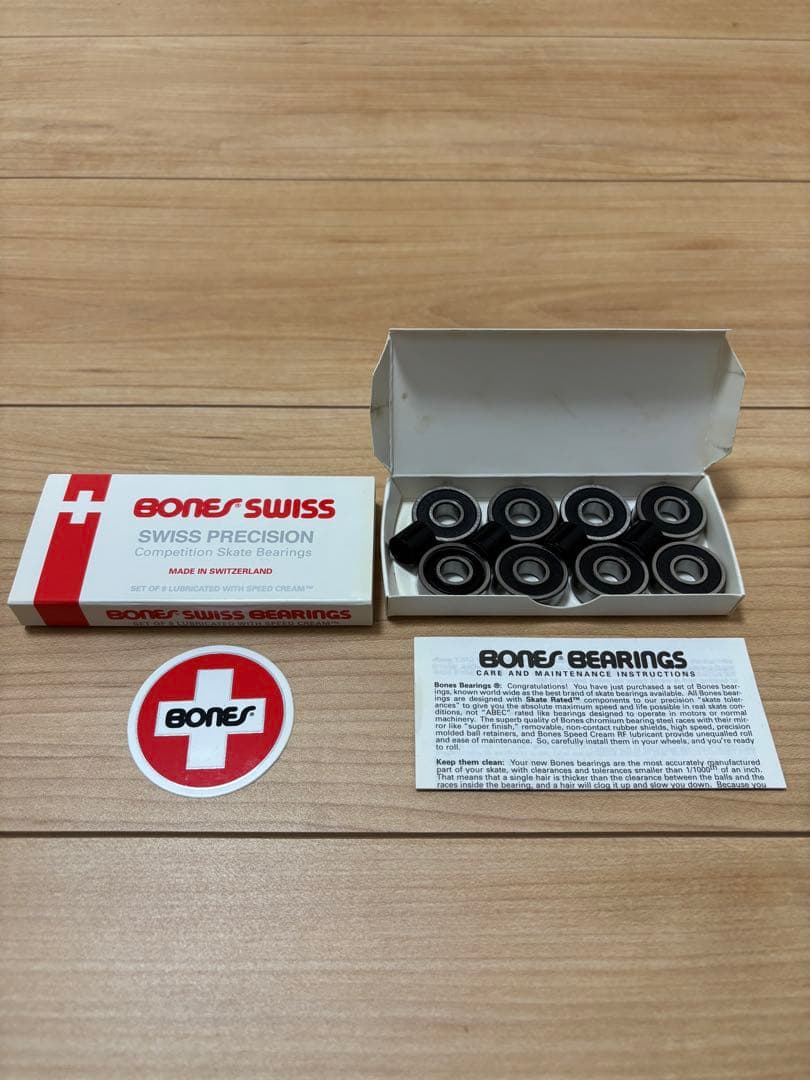 BONES® SWISS
SWISS PRECISION
Competition Skate Bearings
MADE IN SWITZERLAND
SET OF 8 LUBRICATED WITH SPEED CREAM™
BONES® SWISS BEARINGS
SET OF 8 LUBRICATED WITH SPEED CREAM™
BONES®
BONES® BEARINGS
CARE AND MAINTENANCE INSTRUCTIONS
Bones Bearings ®: Congratulations! You have just purchased a set of Bones bear-
ings, known world wide as the best brand of skate bearings available. All Bones bear-
ings are designed with Skate Rated™ components to our precision "skate toler-
ances" to give you the absolute maximum speed and life possible in real skate con-
ditions, not "ABEC" rated like bearings designed to operate in motors or normal
machinery. The superb quality of Bones chromium bearing steel races with their mir-
ror like "super finish," removable, non-contact rubber shields, high speed, precision
molded ball retainers, and Bones Speed Cream RF lubricant provide unequalled roll
and ease of maintenance. So, carefully install them in your wheels, and you're ready
to roll.
Keep them clean: Your new Bones bearings are the most accurately manufactured
part of your skate, with clearances and tolerances smaller than 1/1000th of an inch.
That means that a single hair is thicker than the clearance between the balls and the
races inside the bearing, and a hair will clog it up and slow you down. Because you